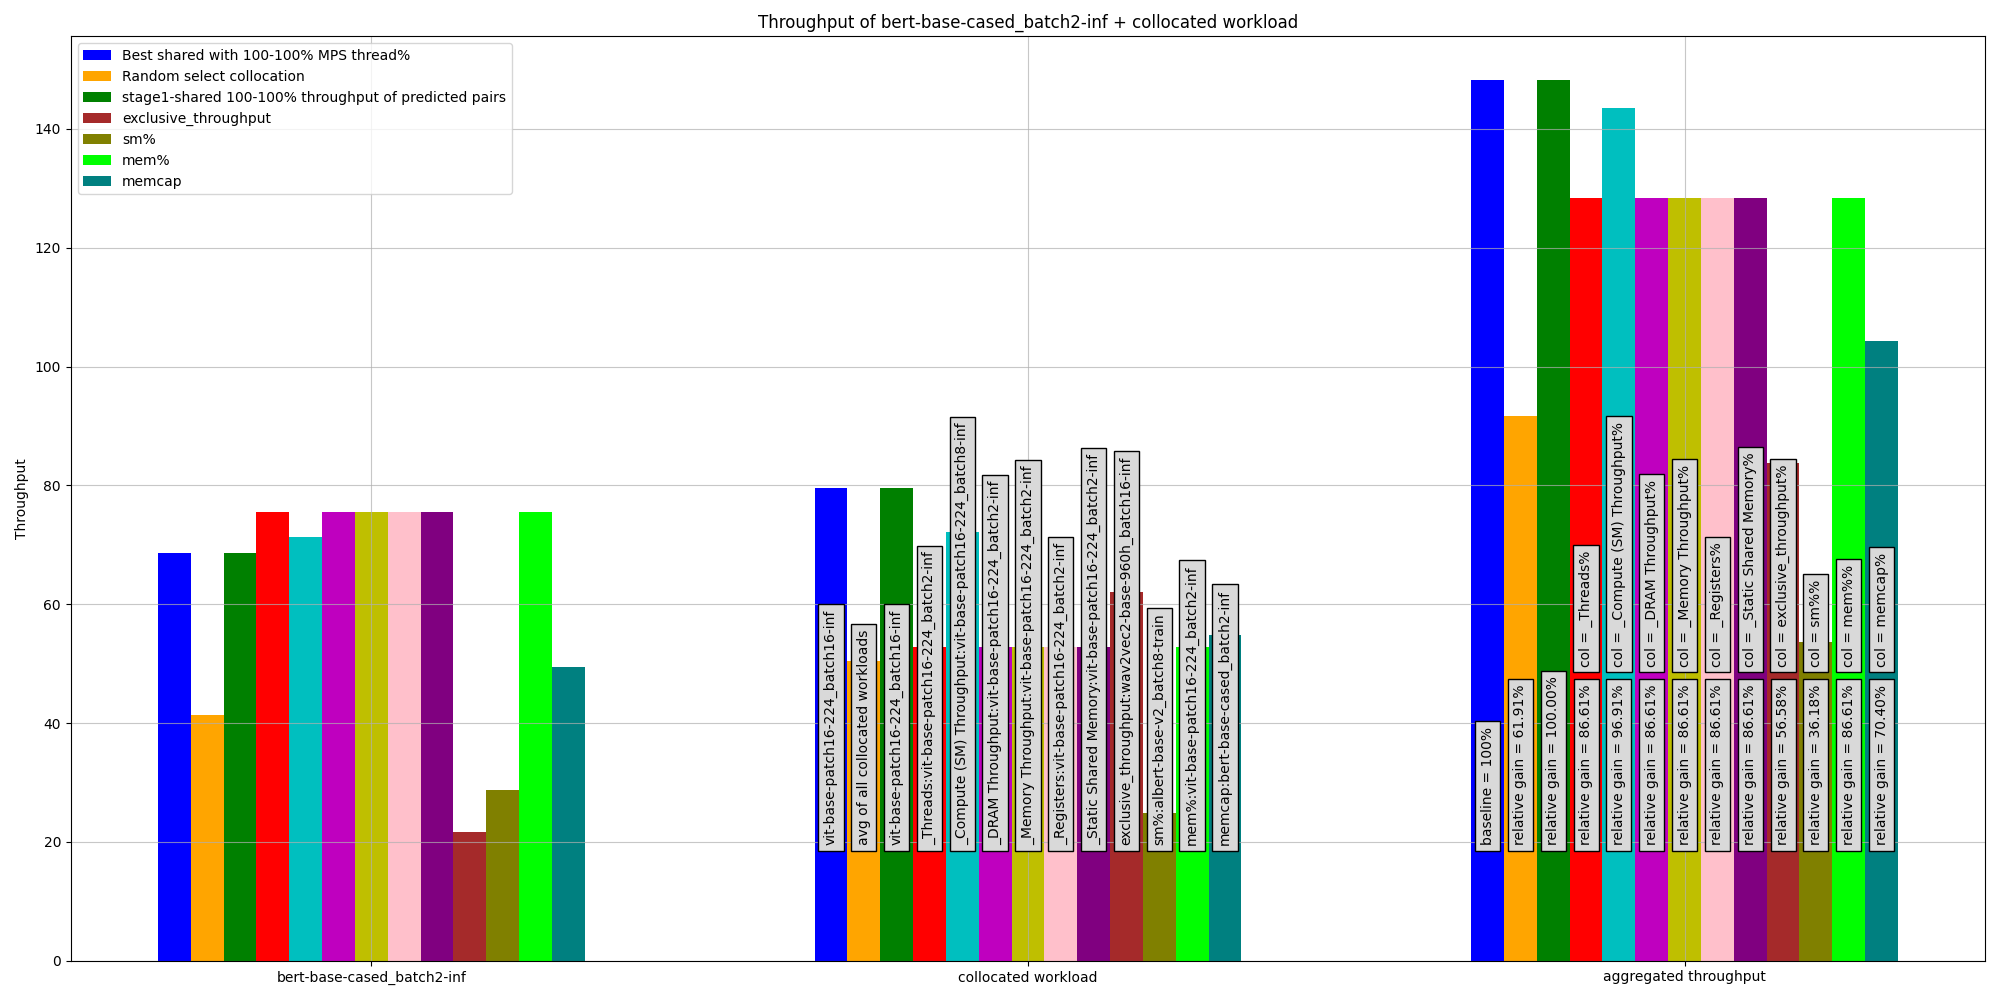 Throughput of bert-base-cased_batch2-inf + collocated workload
Best shared with 100-100% MPS thread%
Random select collocation
stage1-shared 100-100% throughput of predicted pairs
exclusive_throughput
sm%
mem%
memcap
Throughput
140
120
100
80
60
40
20
0
vit-base-patch16-224_batch16-inf
avg of all collocated workloads
vit-base-patch16-224_batch16-inf
_Threads:vit-base-patch16-224_batch2-inf
_Compute (SM) Throughput:vit-base-patch16-224_batch8-inf
_DRAM Throughput:vit-base-patch16-224_batch2-inf
_Memory Throughput:vit-base-patch16-224_batch2-inf
_Registers:vit-base-patch16-224_batch2-inf
_Static Shared Memory:vit-base-patch16-224_batch2-inf
exclusive_throughput:wav2vec2-base-960h_batch16-inf
sm%:albert-base-v2_batch8-train
mem%:vit-base-patch16-224_batch2-inf
memcap:bert-base-cased_batch2-inf
baseline = 100%
relative gain = 61.91%
relative gain = 100.00%
relative gain = 86.61%
col = _Threads%
relative gain = 96.91%
col = _Compute (SM) Throughput%
relative gain = 86.61%
col = _DRAM Throughput%
relative gain = 86.61%
col = _Memory Throughput%
relative gain = 86.61%
col = _Registers%
relative gain = 86.61%
col = _Static Shared Memory%
relative gain = 56.58%
col = exclusive_throughput%
relative gain = 36.18%
col = sm%%
relative gain = 86.61%
col = mem%%
relative gain = 70.40%
col = memcap%
bert-base-cased_batch2-inf
collocated workload
aggregated throughput